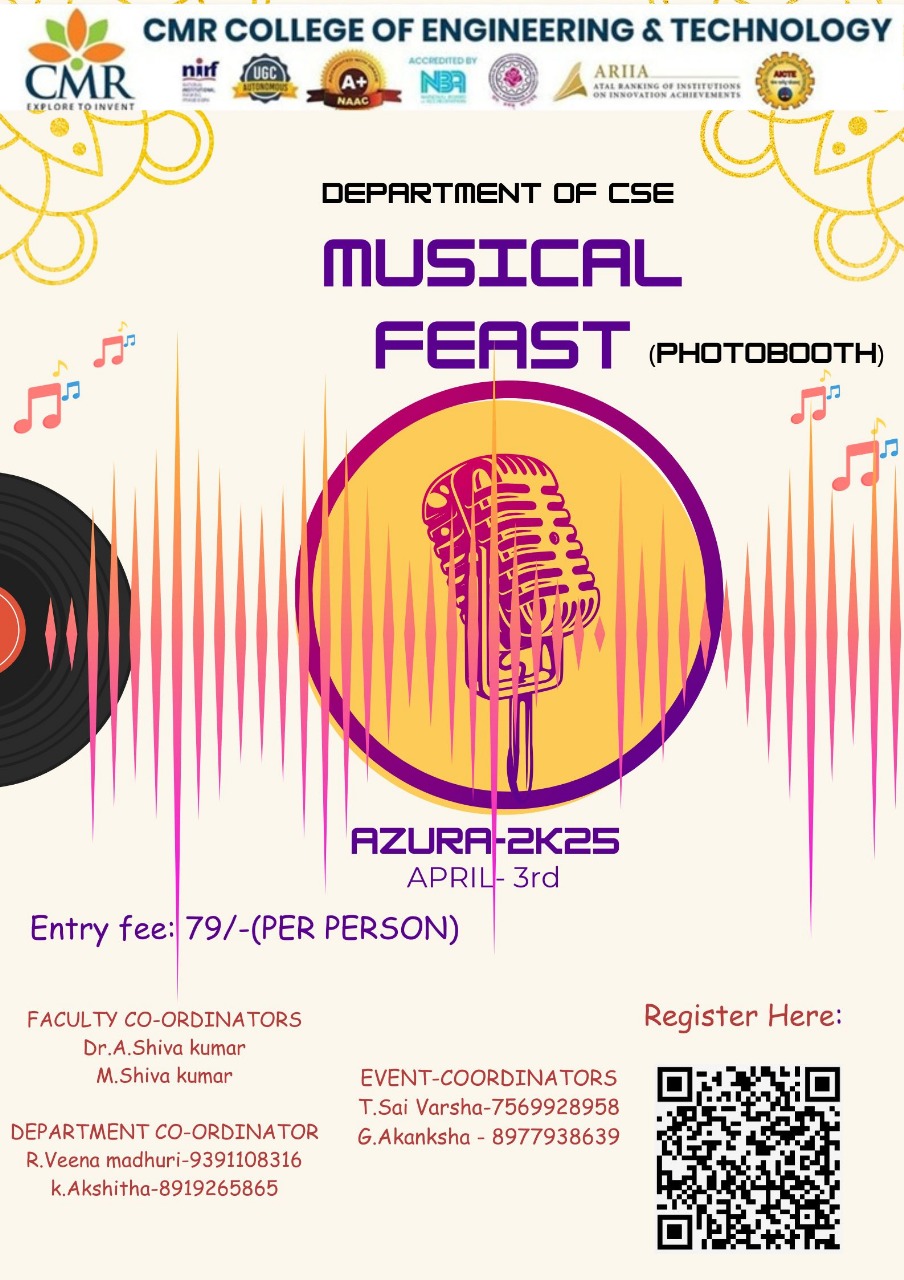 CMR COLLEGE OF ENGINEERING & TECHNOLOGY
CMR
EXPLORE TO INVENT
nirf
UGC
AUTONOMOUS
A+
NAAC
ACCREDITED BY
NBA
ARIIA
ATAL RANKING OF INSTITUTIONS
ON INNOVATION ACHIEVEMENTS
AICTE
DEPARTMENT OF CSE
MUSICAL
FEAST (PHOTOBOOTH)
AZURA-2K25
APRIL- 3rd
Entry fee: 79/-(PER PERSON)
FACULTY CO-ORDINATORS
Dr.A.Shiva kumar
M.Shiva kumar
DEPARTMENT CO-ORDINATOR
R.Veena madhuri-9391108316
k.Akshitha-8919265865
EVENT-COORDINATORS
T.Sai Varsha-7569928958
G.Akanksha - 8977938639
Register Here: